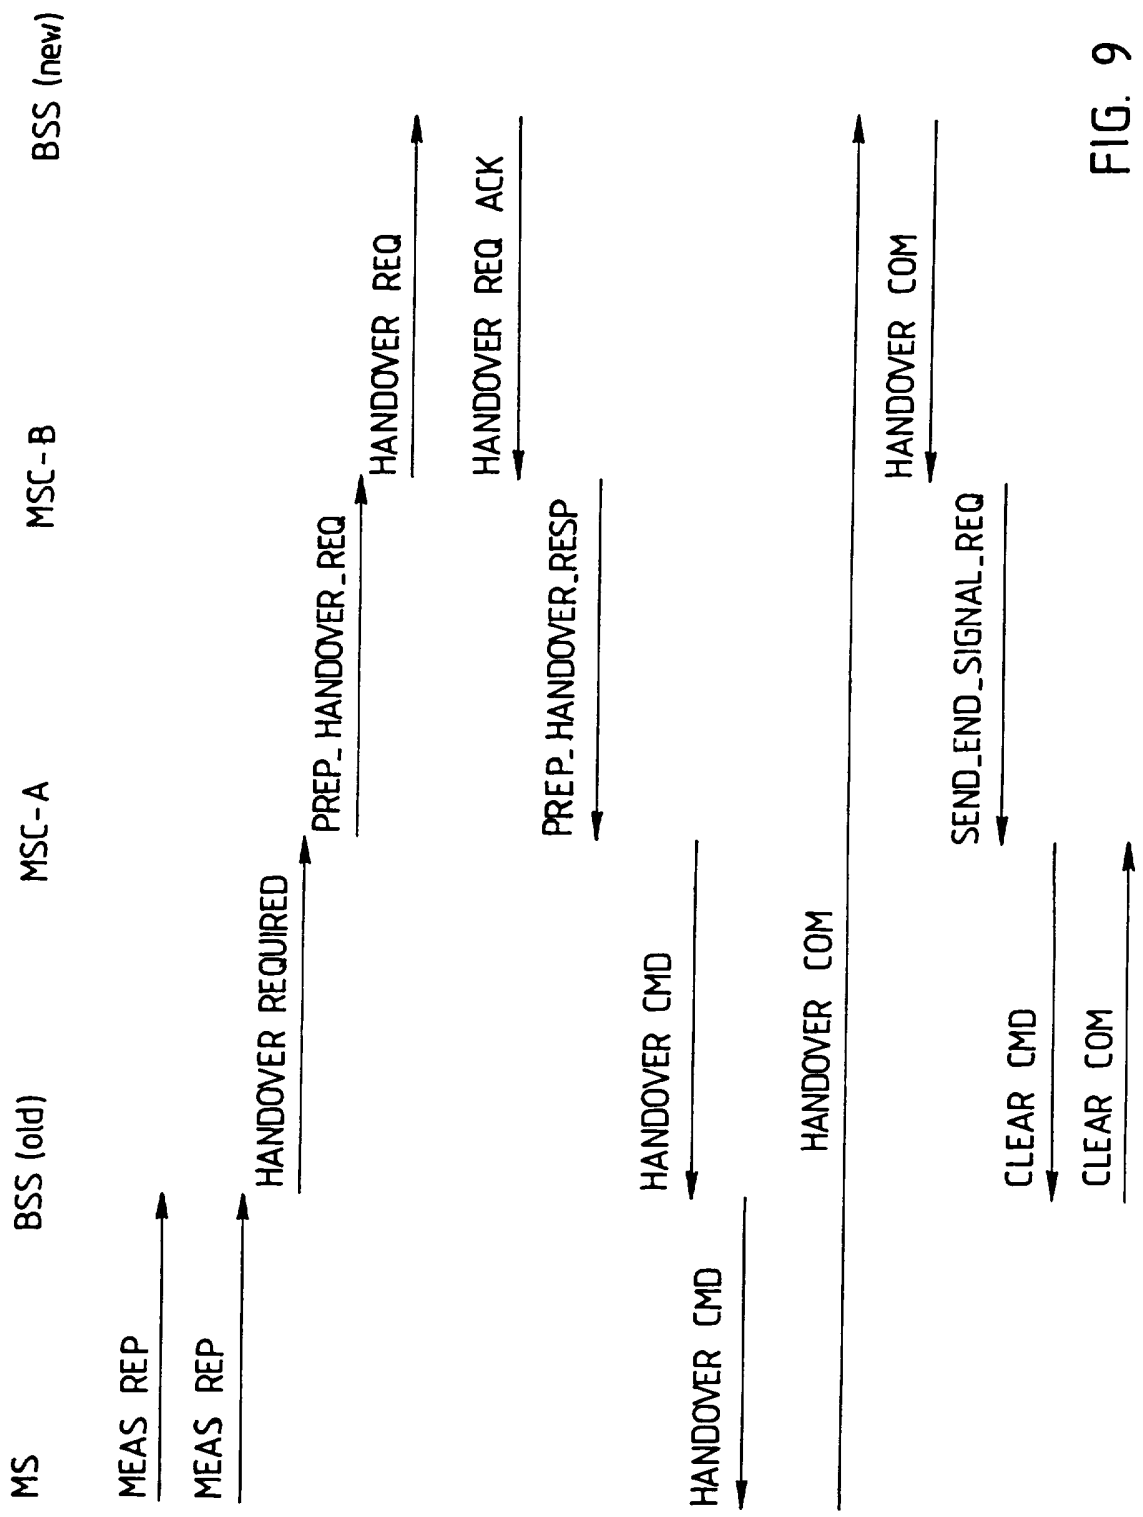 MS
BSS (old)
MSC-A
MSC-B
BSS (new)
MEAS REP
MEAS REP
HANDOVER REQUIRED
PREP_HANDOVER_REQ
HANDOVER REQ
HANDOVER REQ ACK
PREP_HANDOVER_RESP
HANDOVER CMD
HANDOVER CMD
HANDOVER COM
HANDOVER COM
SEND_END_SIGNAL_REQ
CLEAR CMD
CLEAR COM
FIG. 9